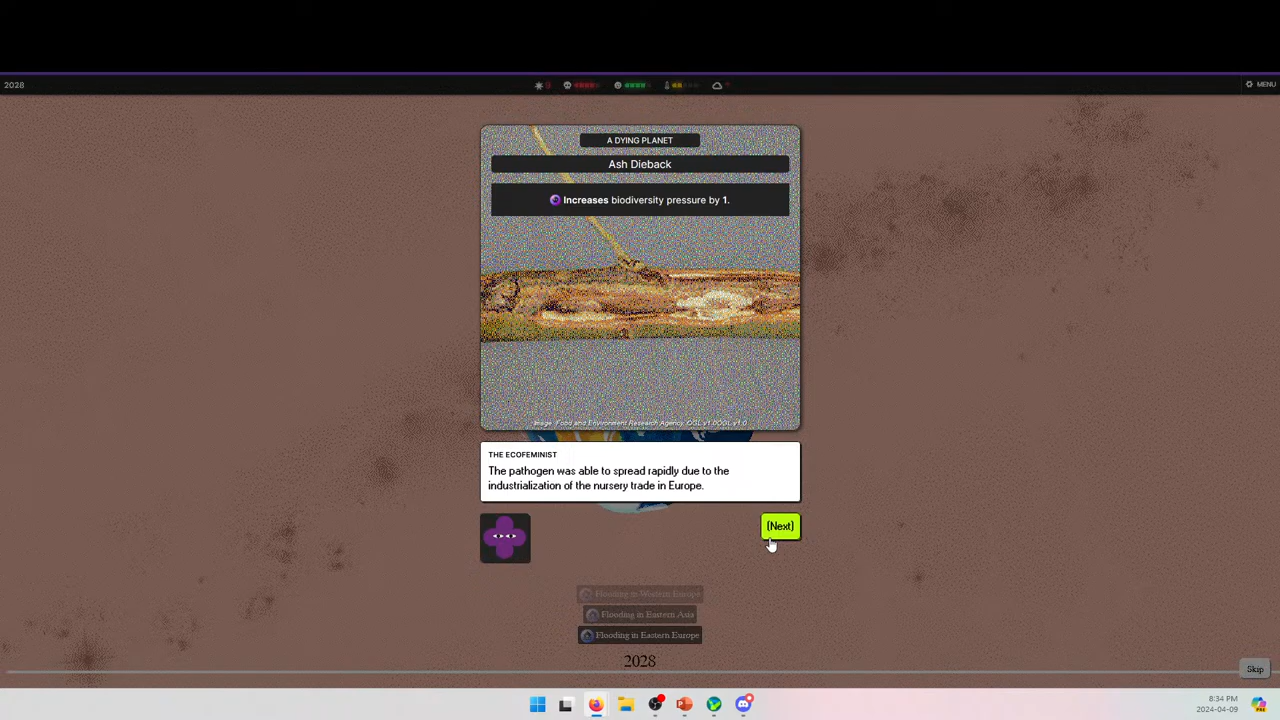 2028
MENU
A DYING PLANET
Ash Dieback
Increases biodiversity pressure by 1.
Image: Food and Environment Research Agency, OGL v1.0OGL v1.0
THE ECOFEMINIST
The pathogen was able to spread rapidly due to the
industrialization of the nursery trade in Europe.
(Next)
Flooding in Western Europe
Flooding in Eastern Asia
Flooding in Eastern Europe
2028
Skip
8:34 PM
2024-04-09